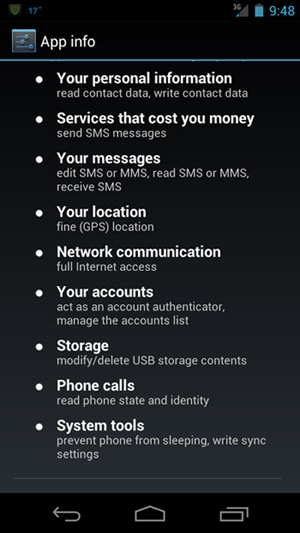 17°
3G
9:48
App info
Your personal information
read contact data, write contact data
Services that cost you money
send SMS messages
Your messages
edit SMS or MMS, read SMS or MMS,
receive SMS
Your location
fine (GPS) location
Network communication
full Internet access
Your accounts
act as an account authenticator,
manage the accounts list
Storage
modify/delete USB storage contents
Phone calls
read phone state and identity
System tools
prevent phone from sleeping, write sync
settings